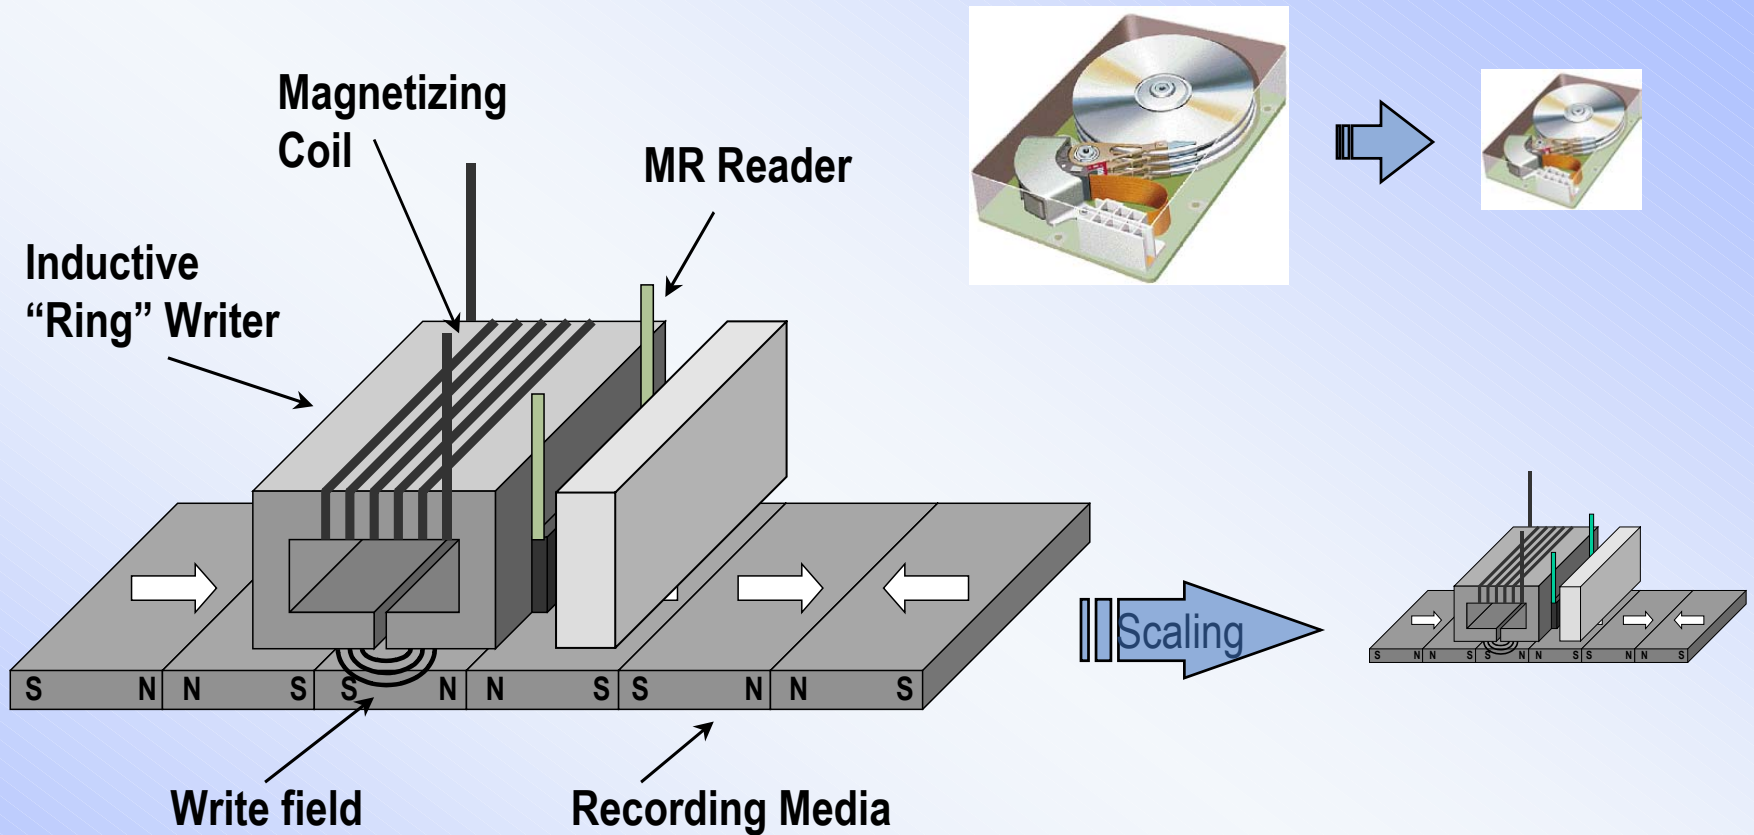 Magnetizing
Coil
MR Reader
Inductive
“Ring” Writer
Scaling
S N N S S N N S S N N S
S N N S S N N S S N N S
Write field
Recording Media